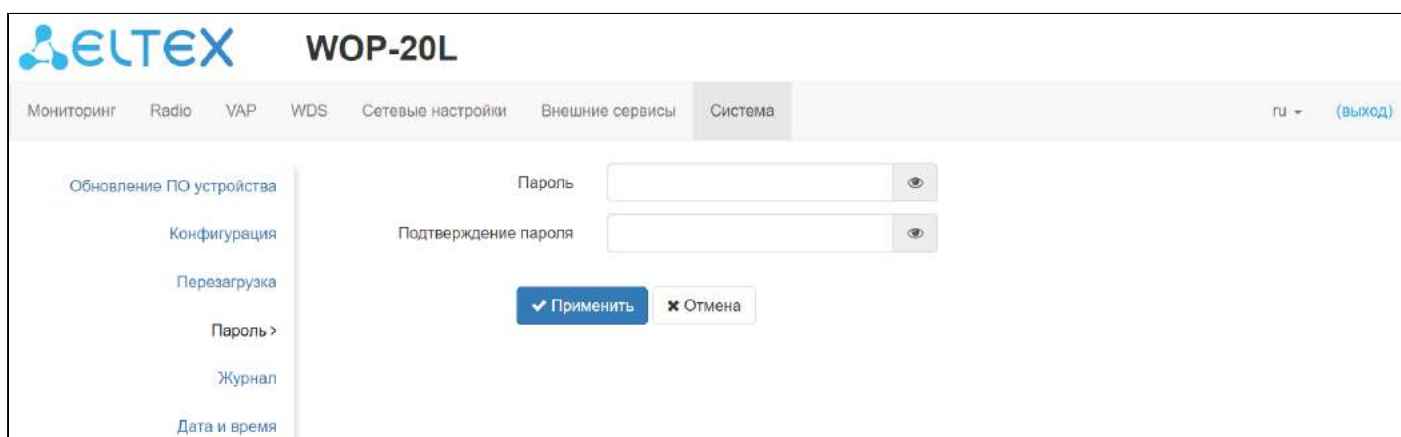 ELTEX WOP-20L
Мониторинг Radio VAP WDS Сетевые настройки Внешние сервисы Система ru (выход)
Обновление ПО устройства
Конфигурация
Перезагрузка
Пароль >
Журнал
Дата и время
Пароль
Подтверждение пароля
Применить Отмена